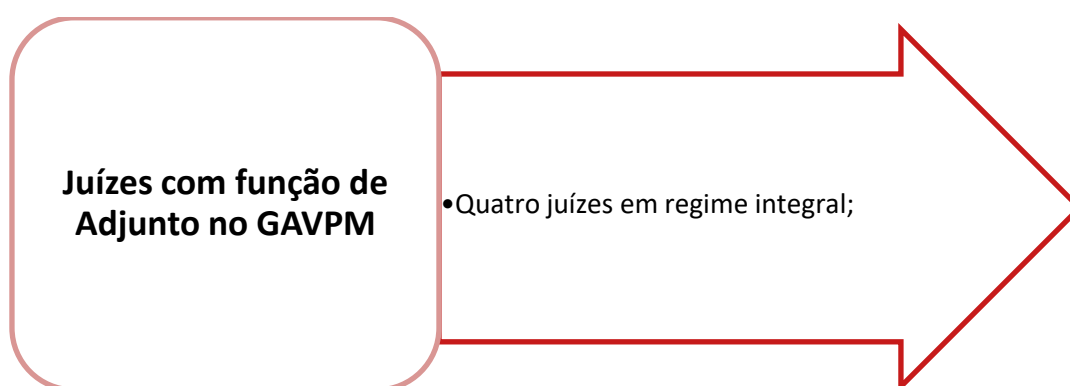 Juízes com função de
Adjunto no GAVPM
•Quatro juízes em regime integral;